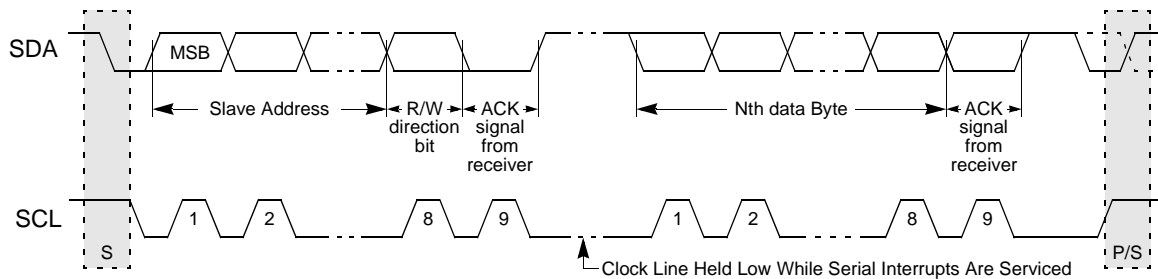 SDA
MSB
Slave Address
R/W
direction
bit
ACK
signal
from
receiver
Nth data Byte
ACK
signal
from
receiver
SCL
1
2
8
9
1
2
8
9
S
P/S
Clock Line Held Low While Serial Interrupts Are Serviced